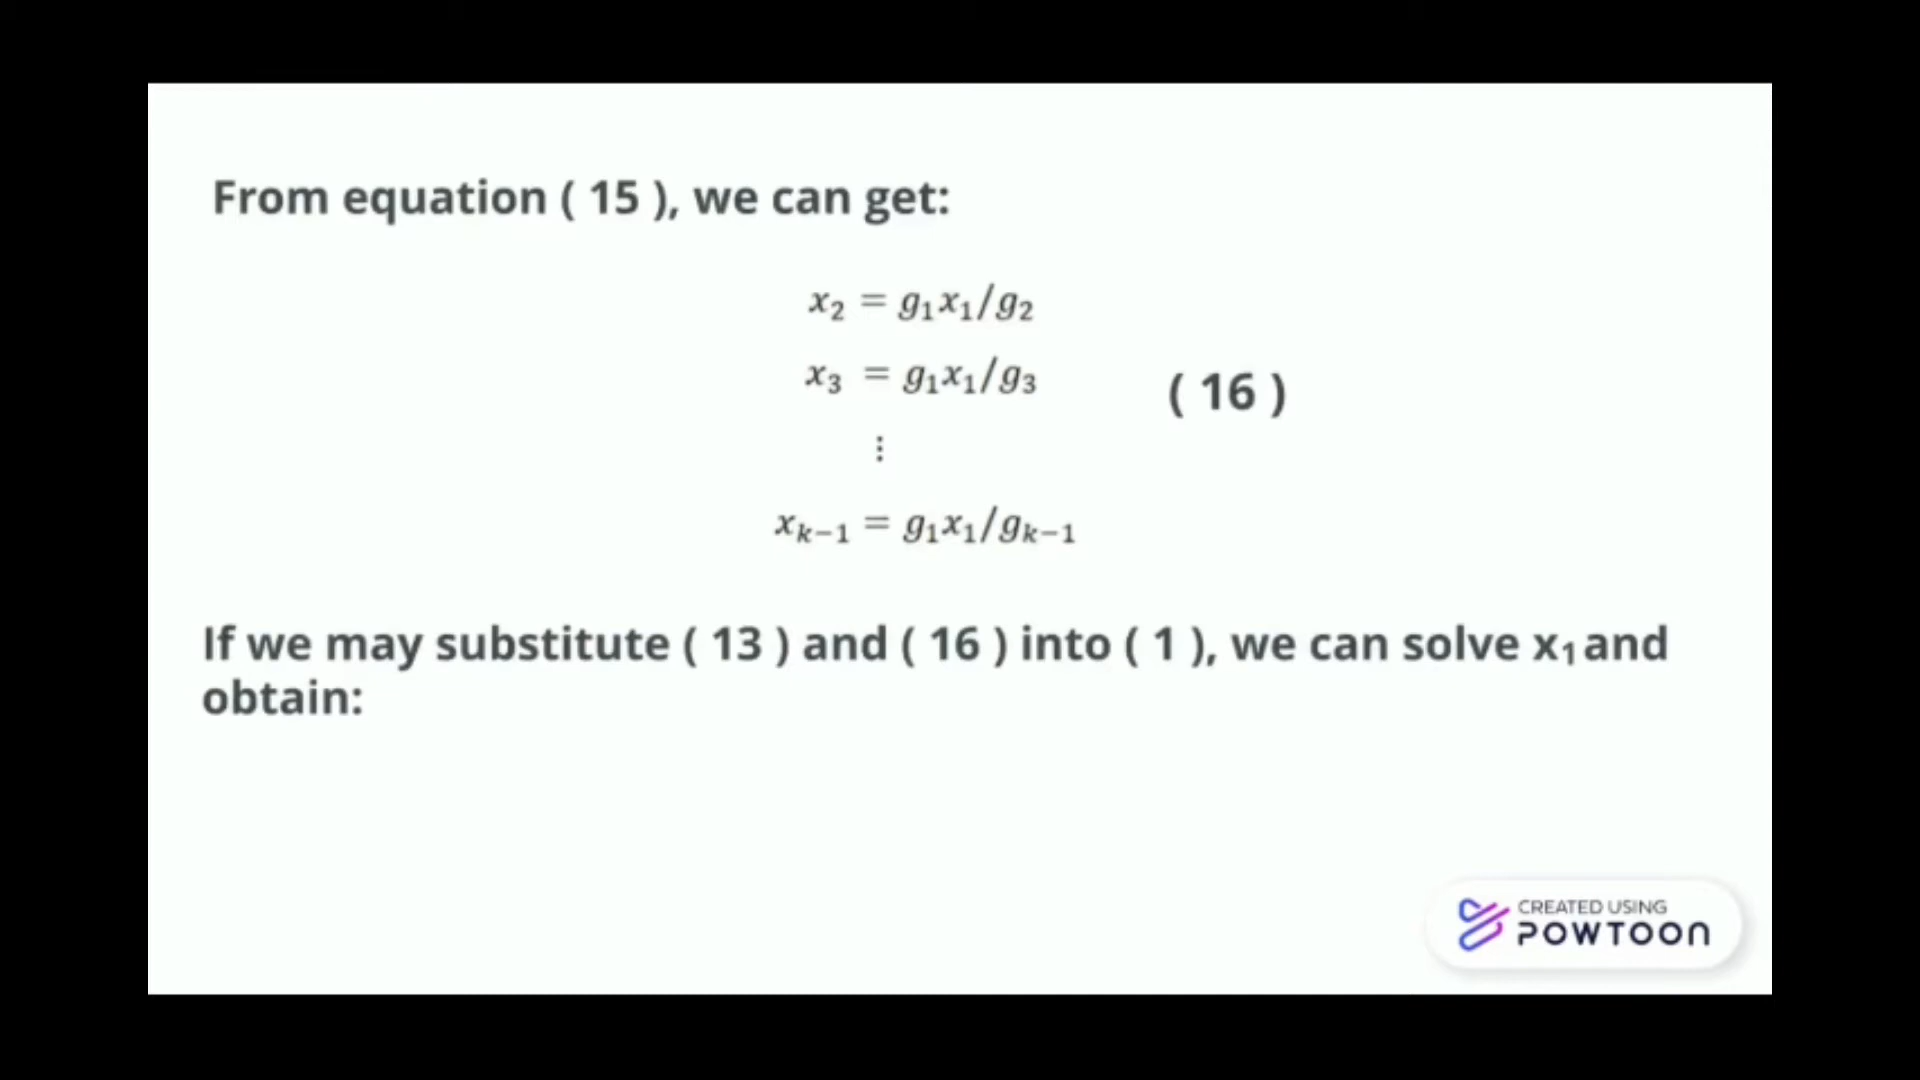 From equation ( 15 ), we can get:
x₂ = g₁x₁/g₂
x₃ = g₁x₁/g₃
( 16 )
⋮
xₖ₋₁ = g₁x₁/gₖ₋₁
If we may substitute ( 13 ) and ( 16 ) into ( 1 ), we can solve x₁ and
obtain:
CREATED USING
POWTOON